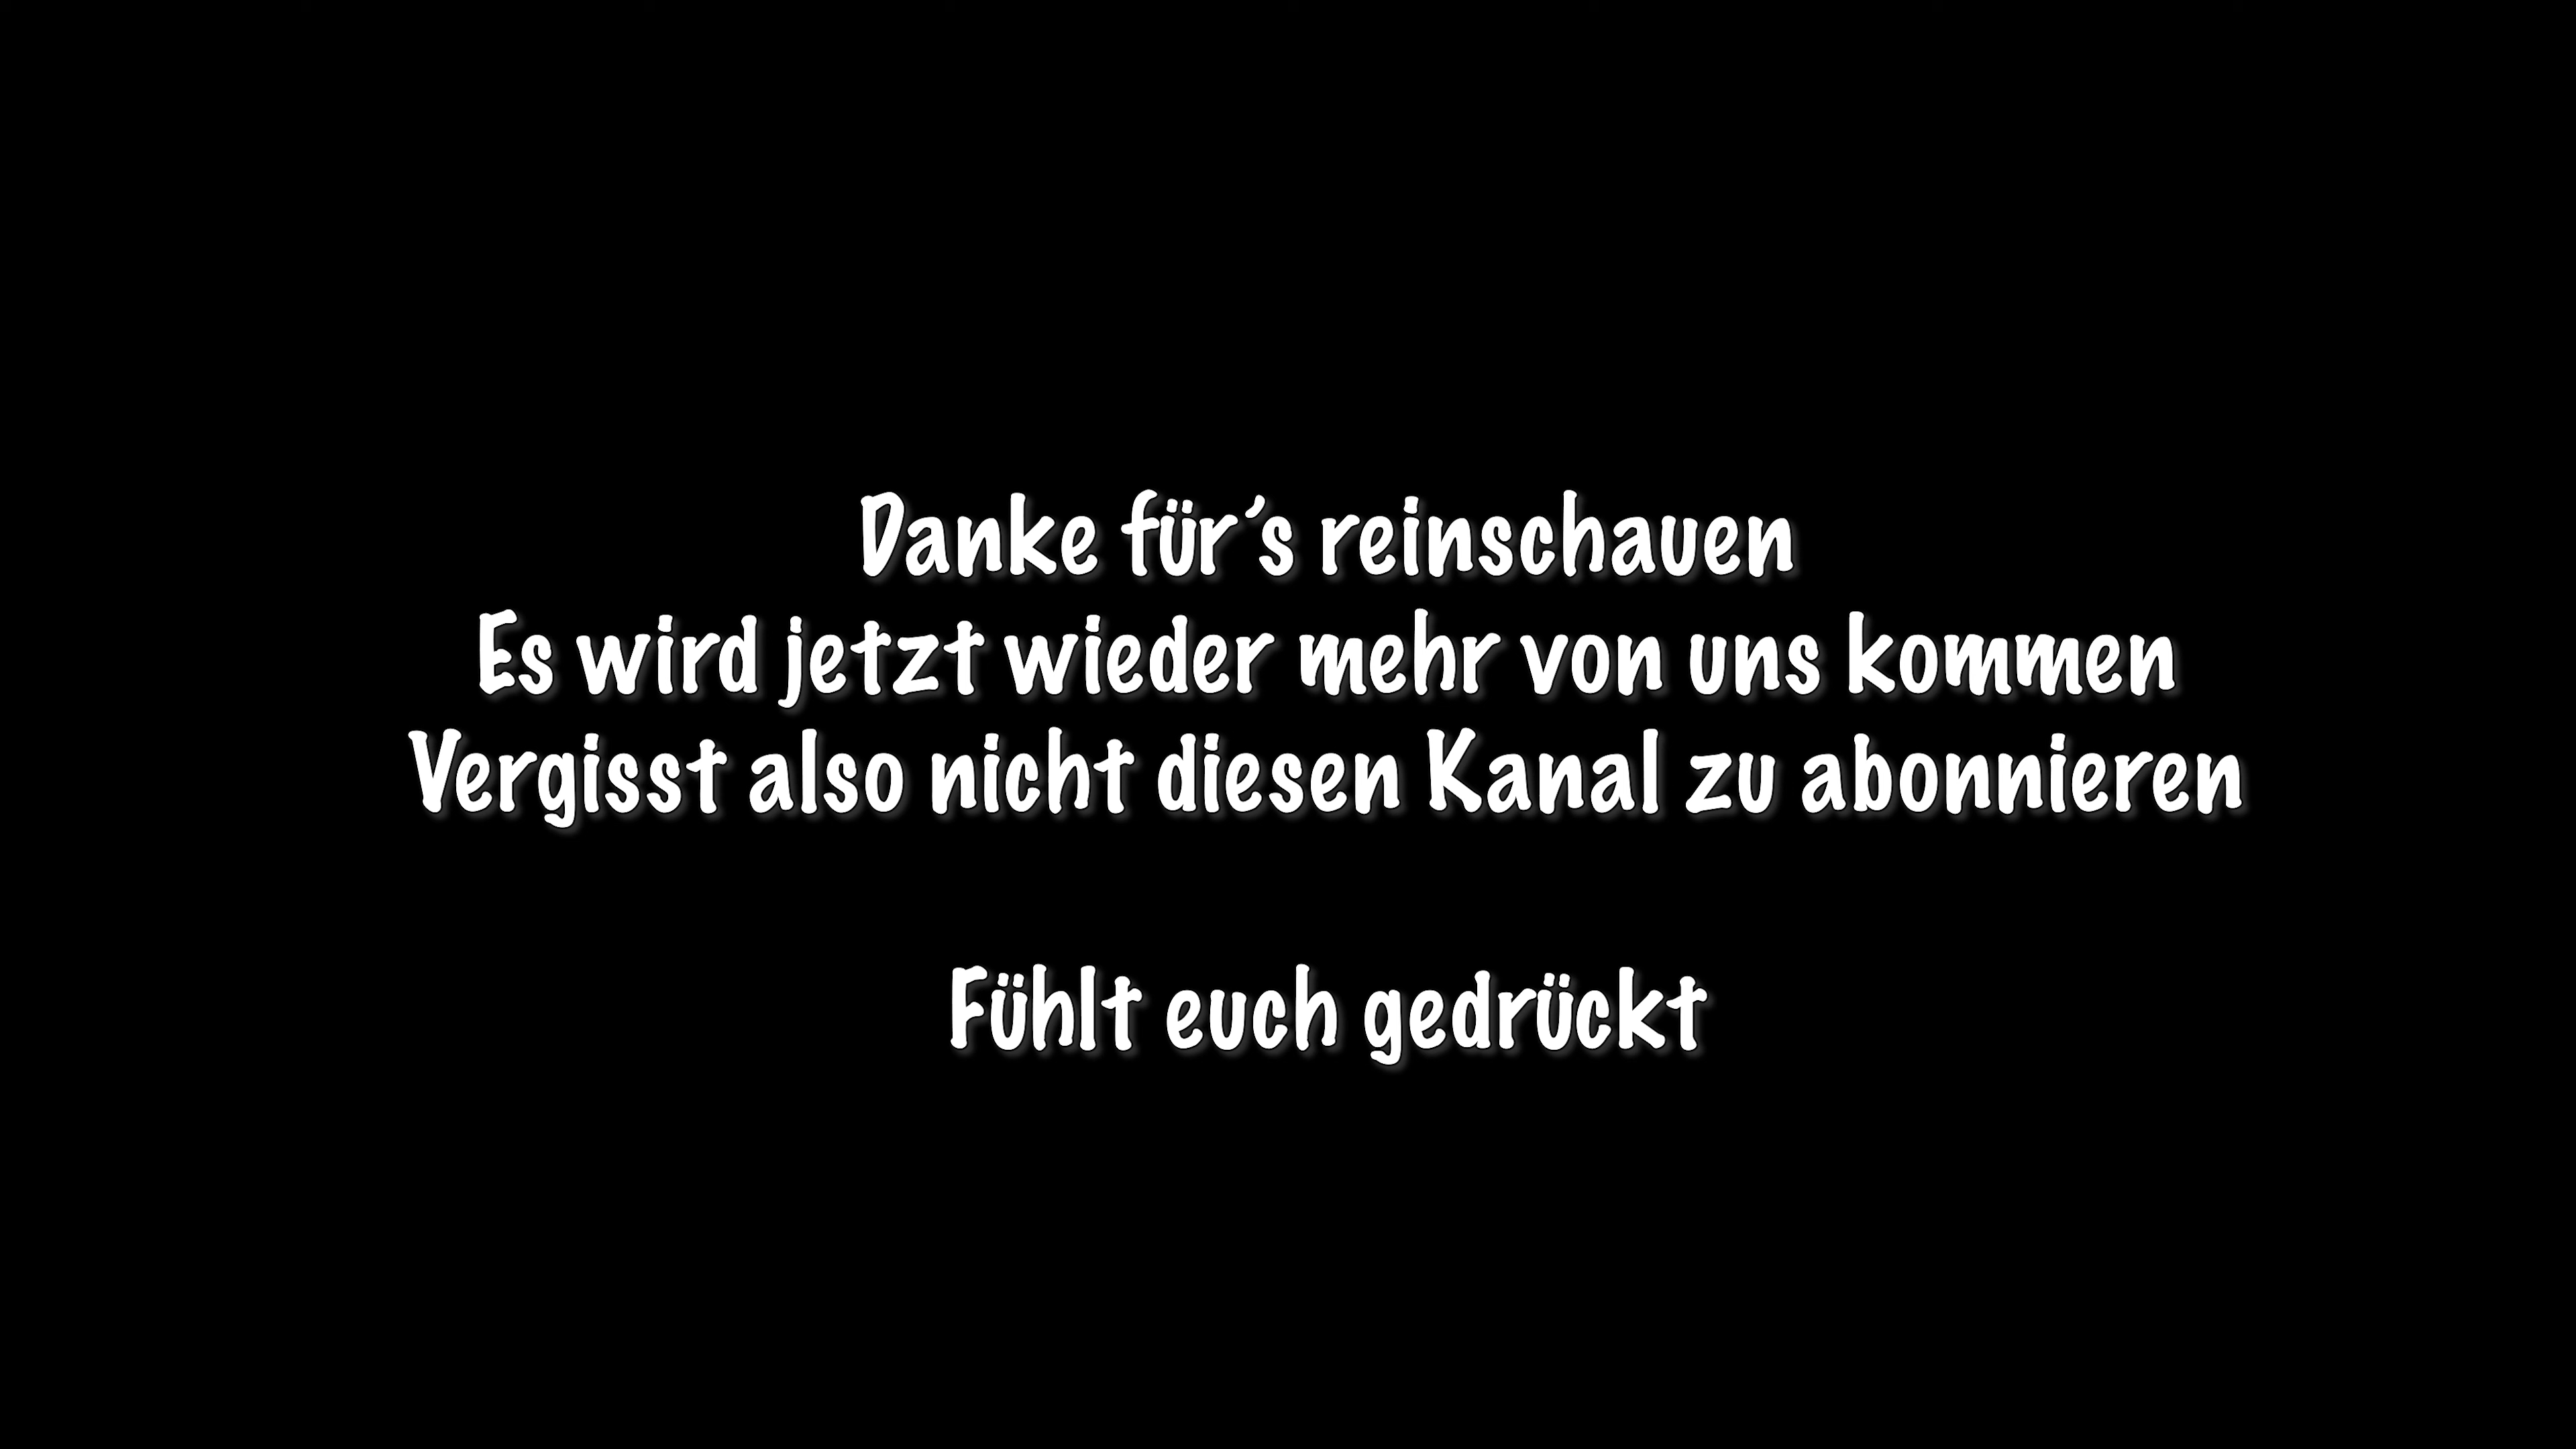 Danke für’s reinschauen
Es wird jetzt wieder mehr von uns kommen
Vergisst also nicht diesen Kanal zu abonnieren
Fühlt euch gedrückt